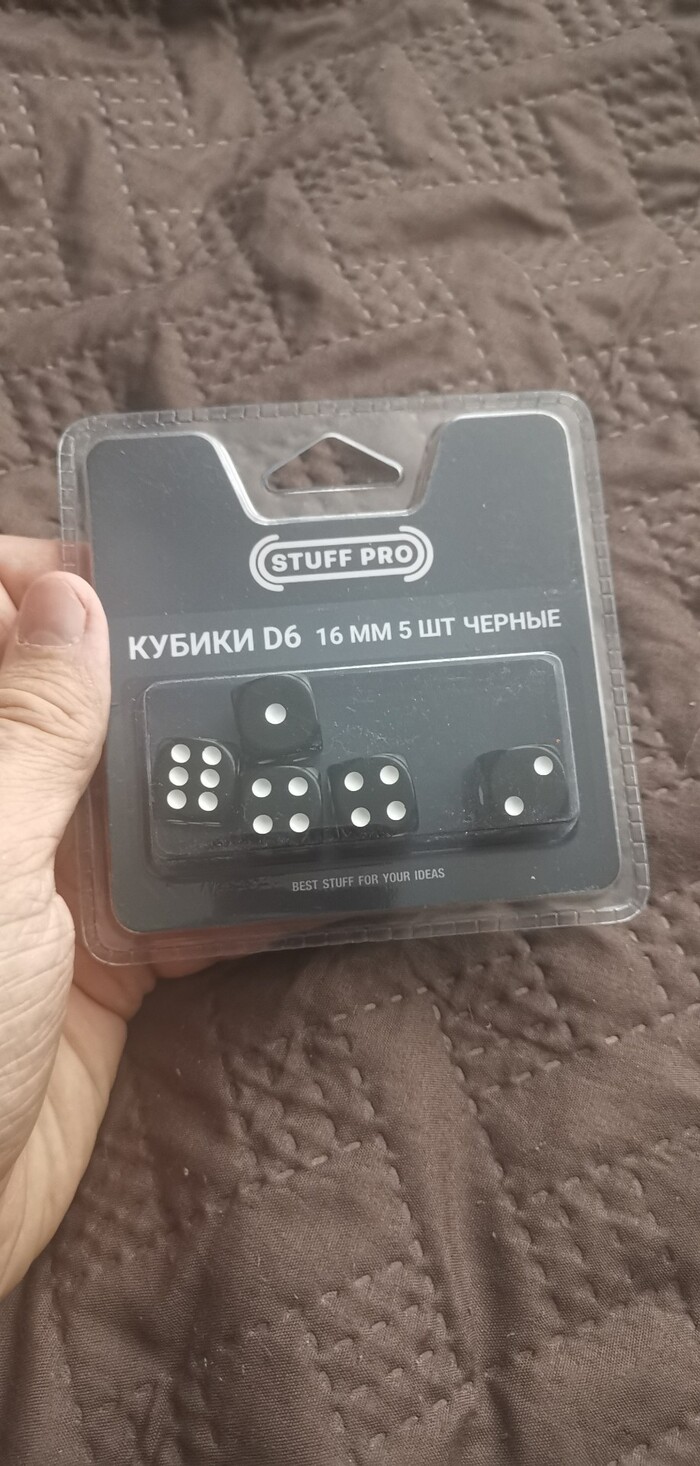 STUFF PRO
КУБИКИ D6 16 ММ 5 ШТ ЧЕРНЫЕ
BEST STUFF FOR YOUR IDEAS